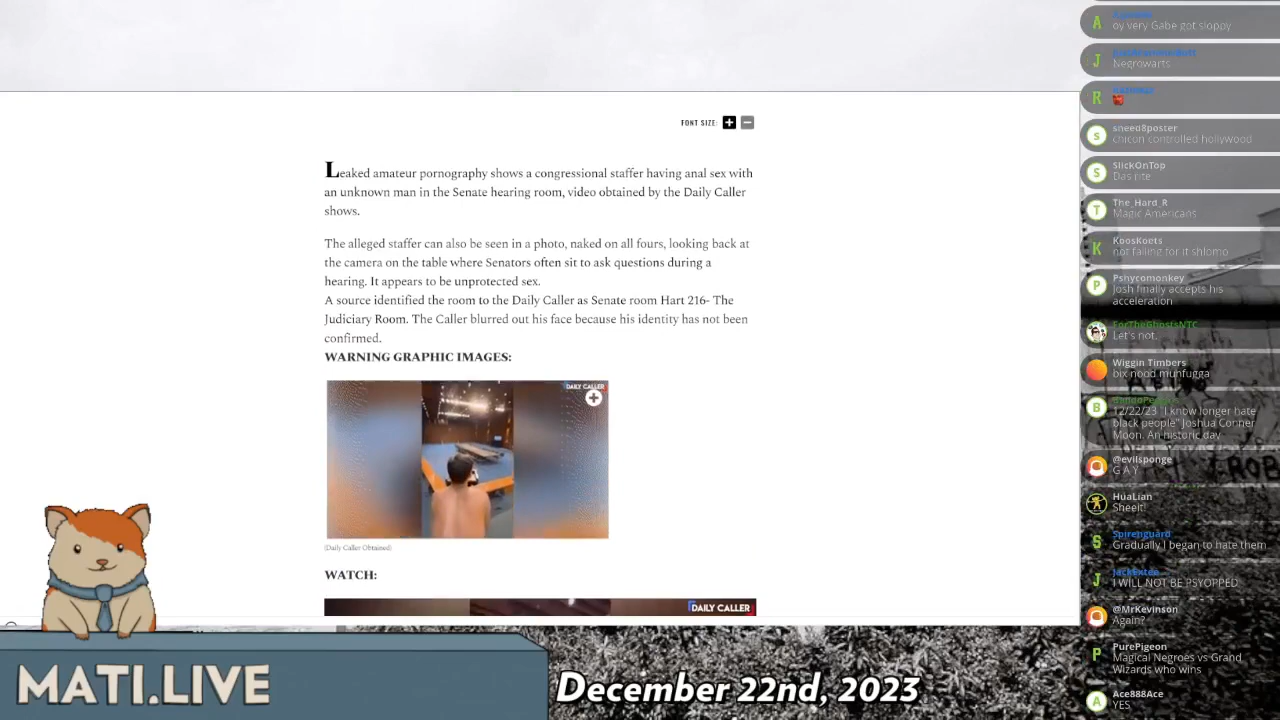 FONT SIZE:
Leaked amateur pornography shows a congressional staffer having anal sex with
an unknown man in the Senate hearing room, video obtained by the Daily Caller
shows.
The alleged staffer can also be seen in a photo, naked on all fours, looking back at
the camera on the table where Senators often sit to ask questions during a
hearing. It appears to be unprotected sex.
A source identified the room to the Daily Caller as Senate room Hart 216- The
Judiciary Room. The Caller blurred out his face because his identity has not been
confirmed.
WARNING GRAPHIC IMAGES:
DAILY CALLER
(Daily Caller Obtained)
WATCH:
DAILY CALLER
MATI.LIVE
December 22nd, 2023
A
oy very Gabe got sloppy
J
Negrowarts
R
s
sneed8poster
chicon controlled hollywood
S
SlickOnTop
Das rite
T
The_Hard_R
Magic Americans
K
KoosKoets
not falling for it shlomo
P
Pshycomonkey
Josh finally accepts his
acceleration
ForTheGhostsNTC
Let's not.
Wiggin Timbers
bix nood munfugga
B
12/22/23 "I know longer hate
black people" Joshua Conner
Moon. An historic day
@evilsponge
G A Y
HuaLian
Sheeit!
S
Spirenguard
Gradually I began to hate them
J
I WILL NOT BE PSYOPPED
@MrKevinson
Again?
P
PurePigeon
Magical Negroes vs Grand
Wizards who wins
A
Ace888Ace
YES